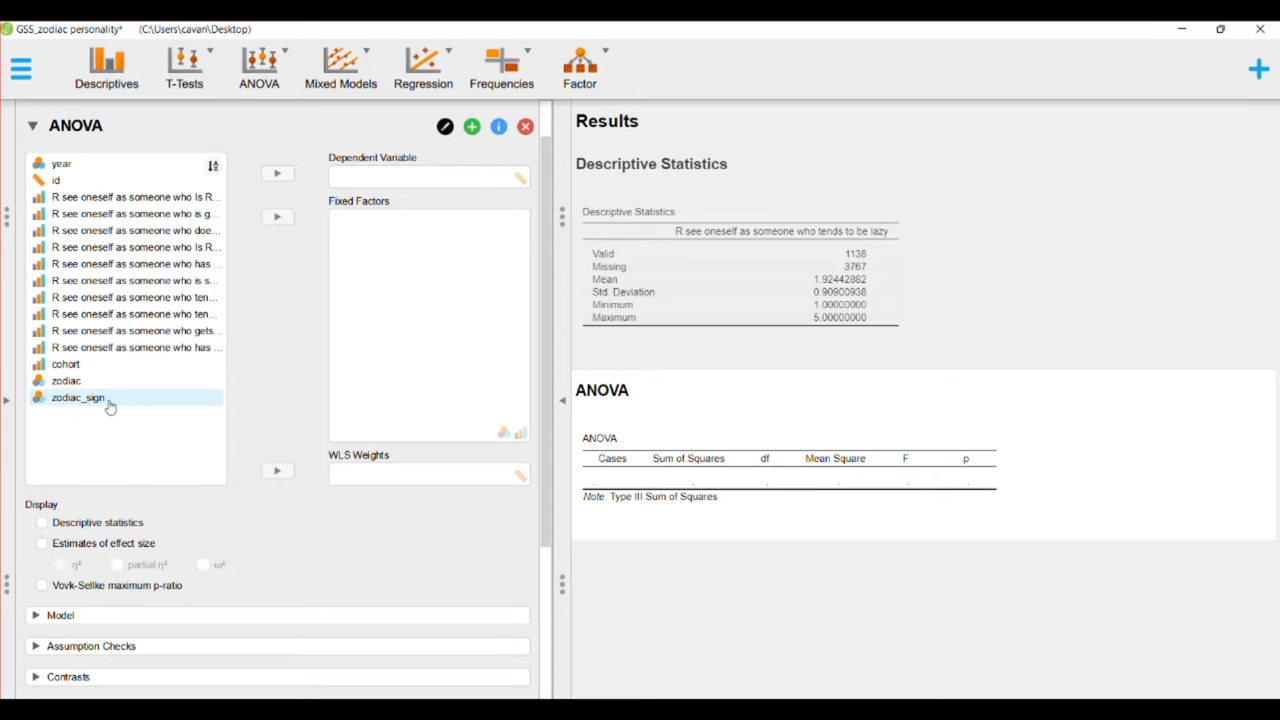 GSS_zodiac personality* (C:\Users\cavan\Desktop)
Descriptives T-Tests ANOVA Mixed Models Regression Frequencies Factor
ANOVA
year
id
R see oneself as someone who Is R...
R see oneself as someone who is g...
R see oneself as someone who doe...
R see oneself as someone who Is R...
R see oneself as someone who has ...
R see oneself as someone who is s...
R see oneself as someone who ten...
R see oneself as someone who ten...
R see oneself as someone who gets...
R see oneself as someone who has ...
cohort
zodiac
zodiac_sign
Dependent Variable
Fixed Factors
WLS Weights
Display
Descriptive statistics
Estimates of effect size
η² partial η² ω²
Vovk-Sellke maximum p-ratio
Model
Assumption Checks
Contrasts
Results
Descriptive Statistics
Descriptive Statistics
R see oneself as someone who tends to be lazy
Valid 1138
Missing 3767
Mean 1.92442882
Std. Deviation 0.90900938
Minimum 1.00000000
Maximum 5.00000000
ANOVA
ANOVA
Cases Sum of Squares df Mean Square F p
. . . . . .
Note. Type III Sum of Squares